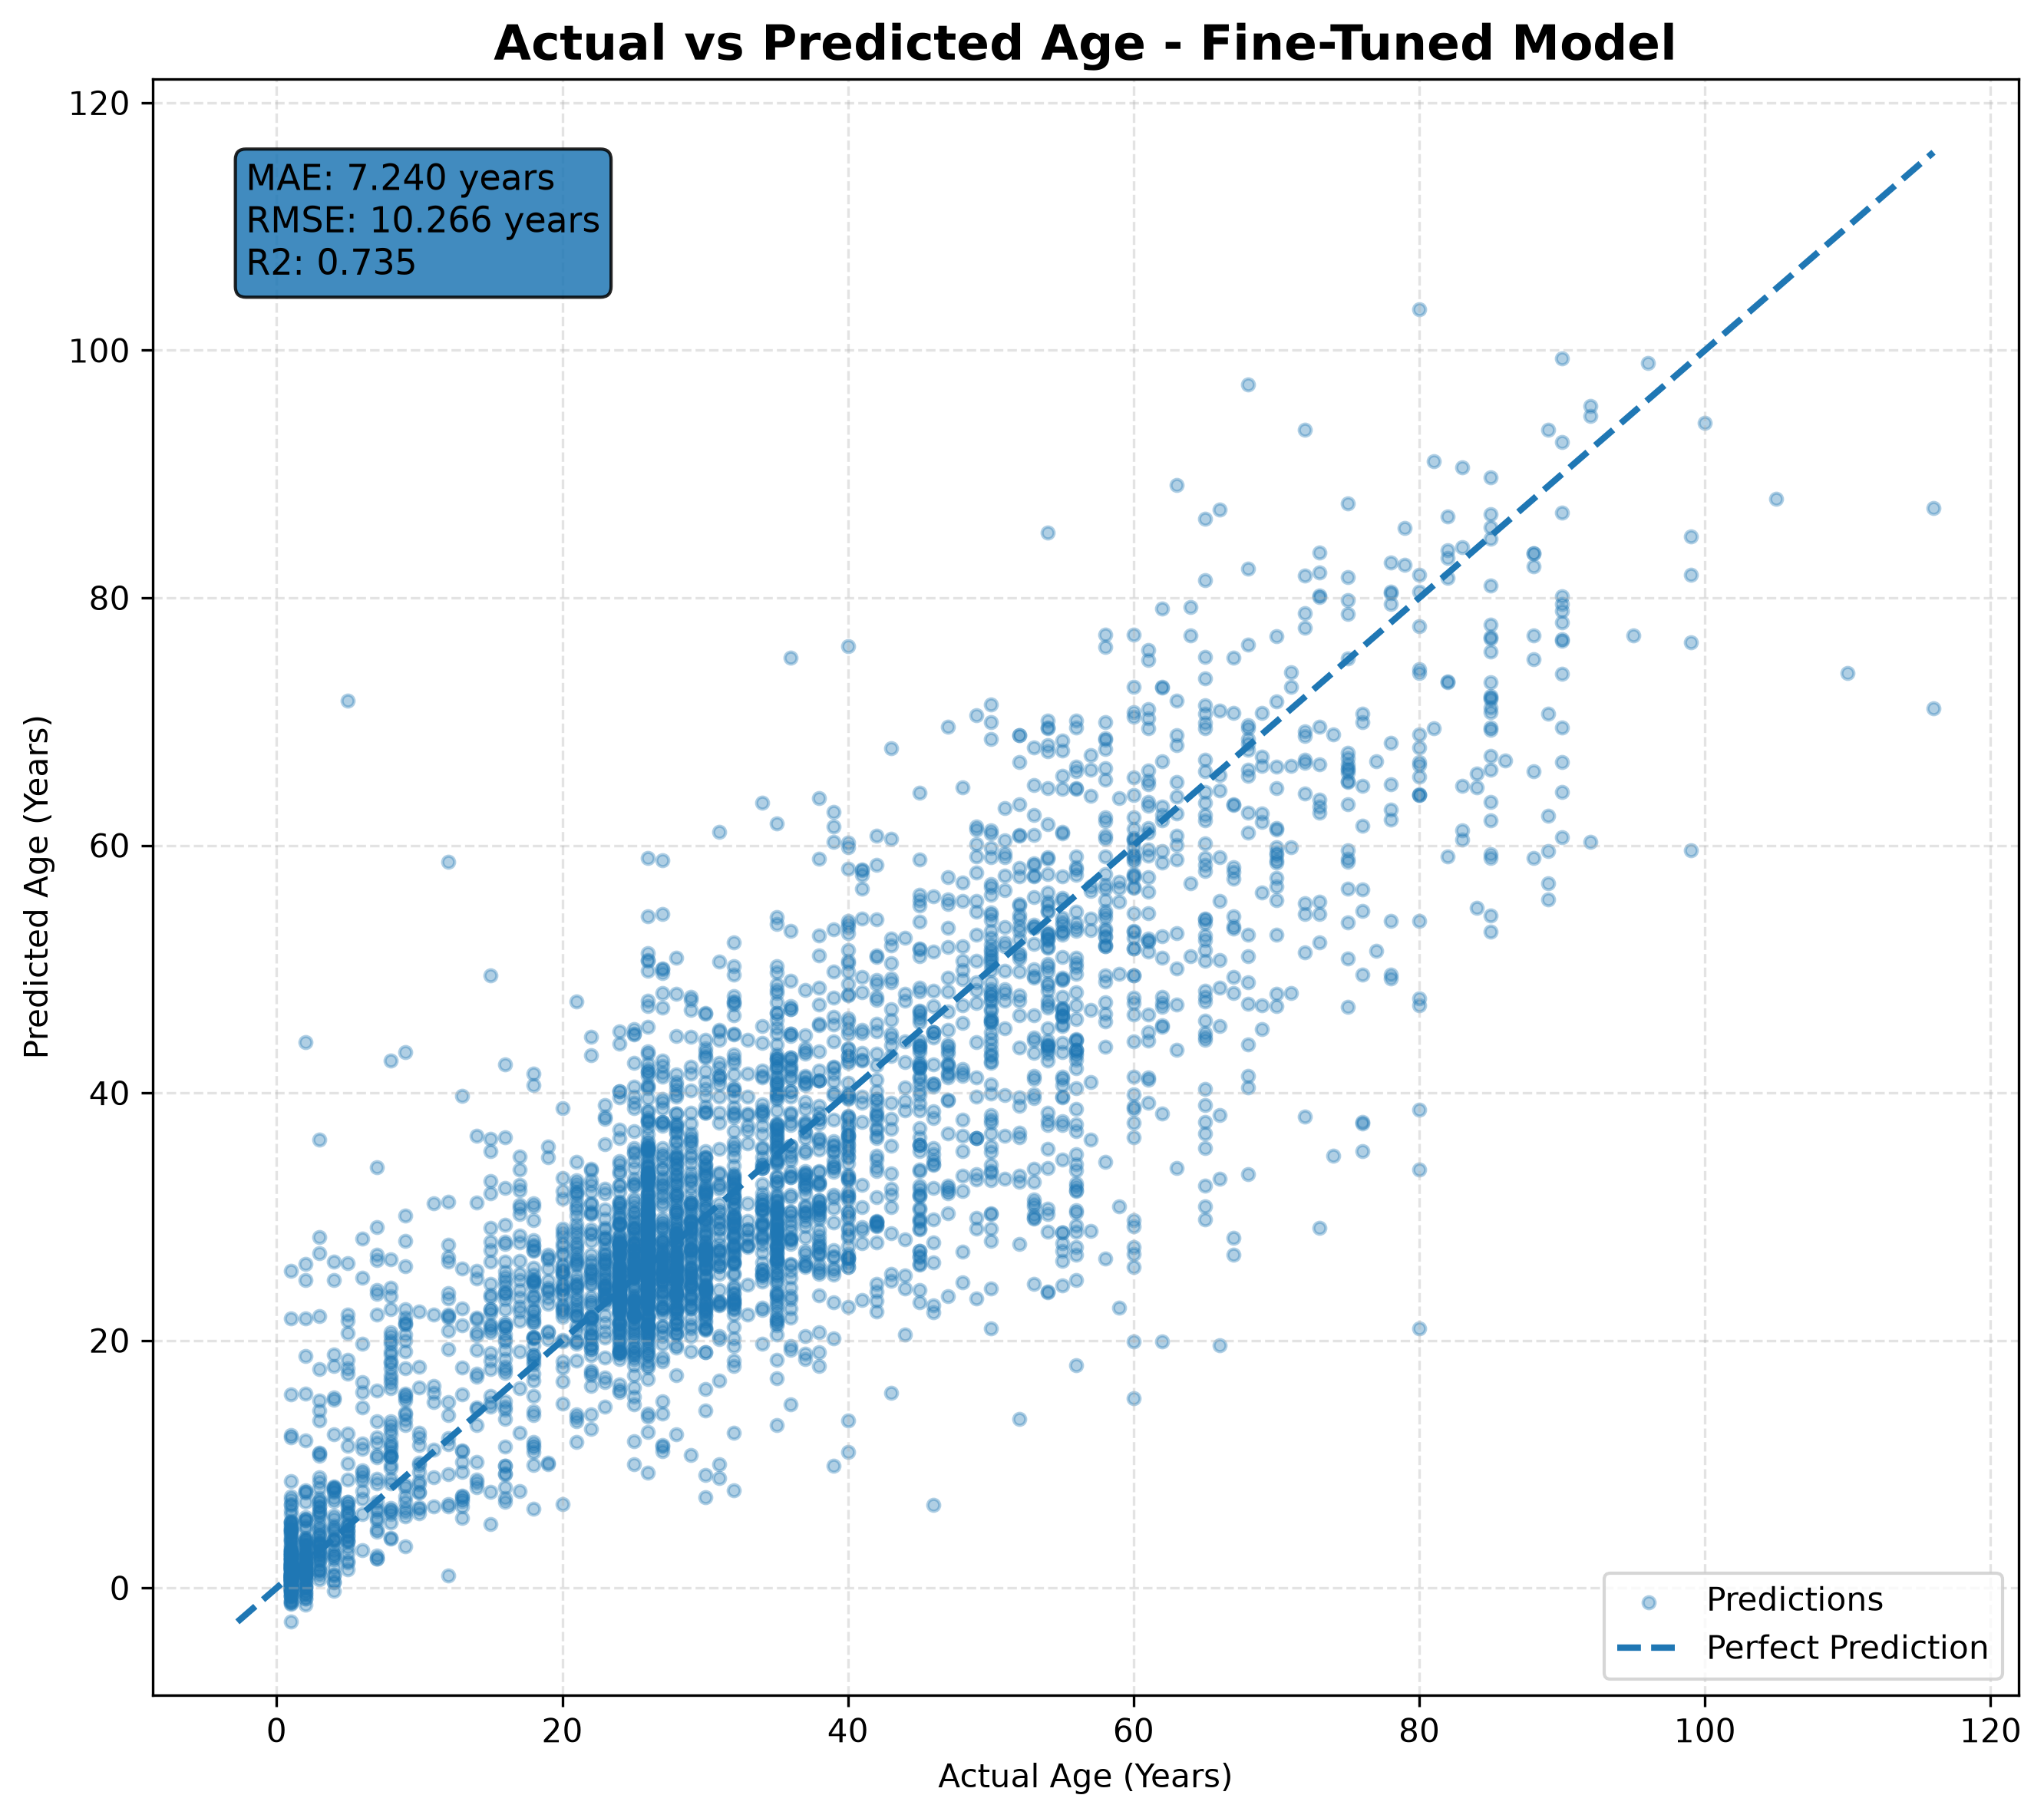 Actual vs Predicted Age - Fine-Tuned Model
120
100
80
60
40
20
0
Predicted Age (Years)
MAE: 7.240 years
RMSE: 10.266 years
R2: 0.735
Predictions
Perfect Prediction
0 20 40 60 80 100 120
Actual Age (Years)